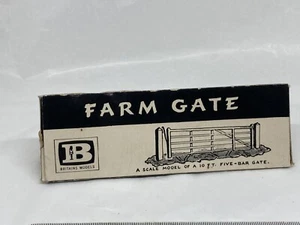 FARM GATE
B
BRITAINS MODELS
A SCALE MODEL OF A 10 FT. FIVE-BAR GATE.